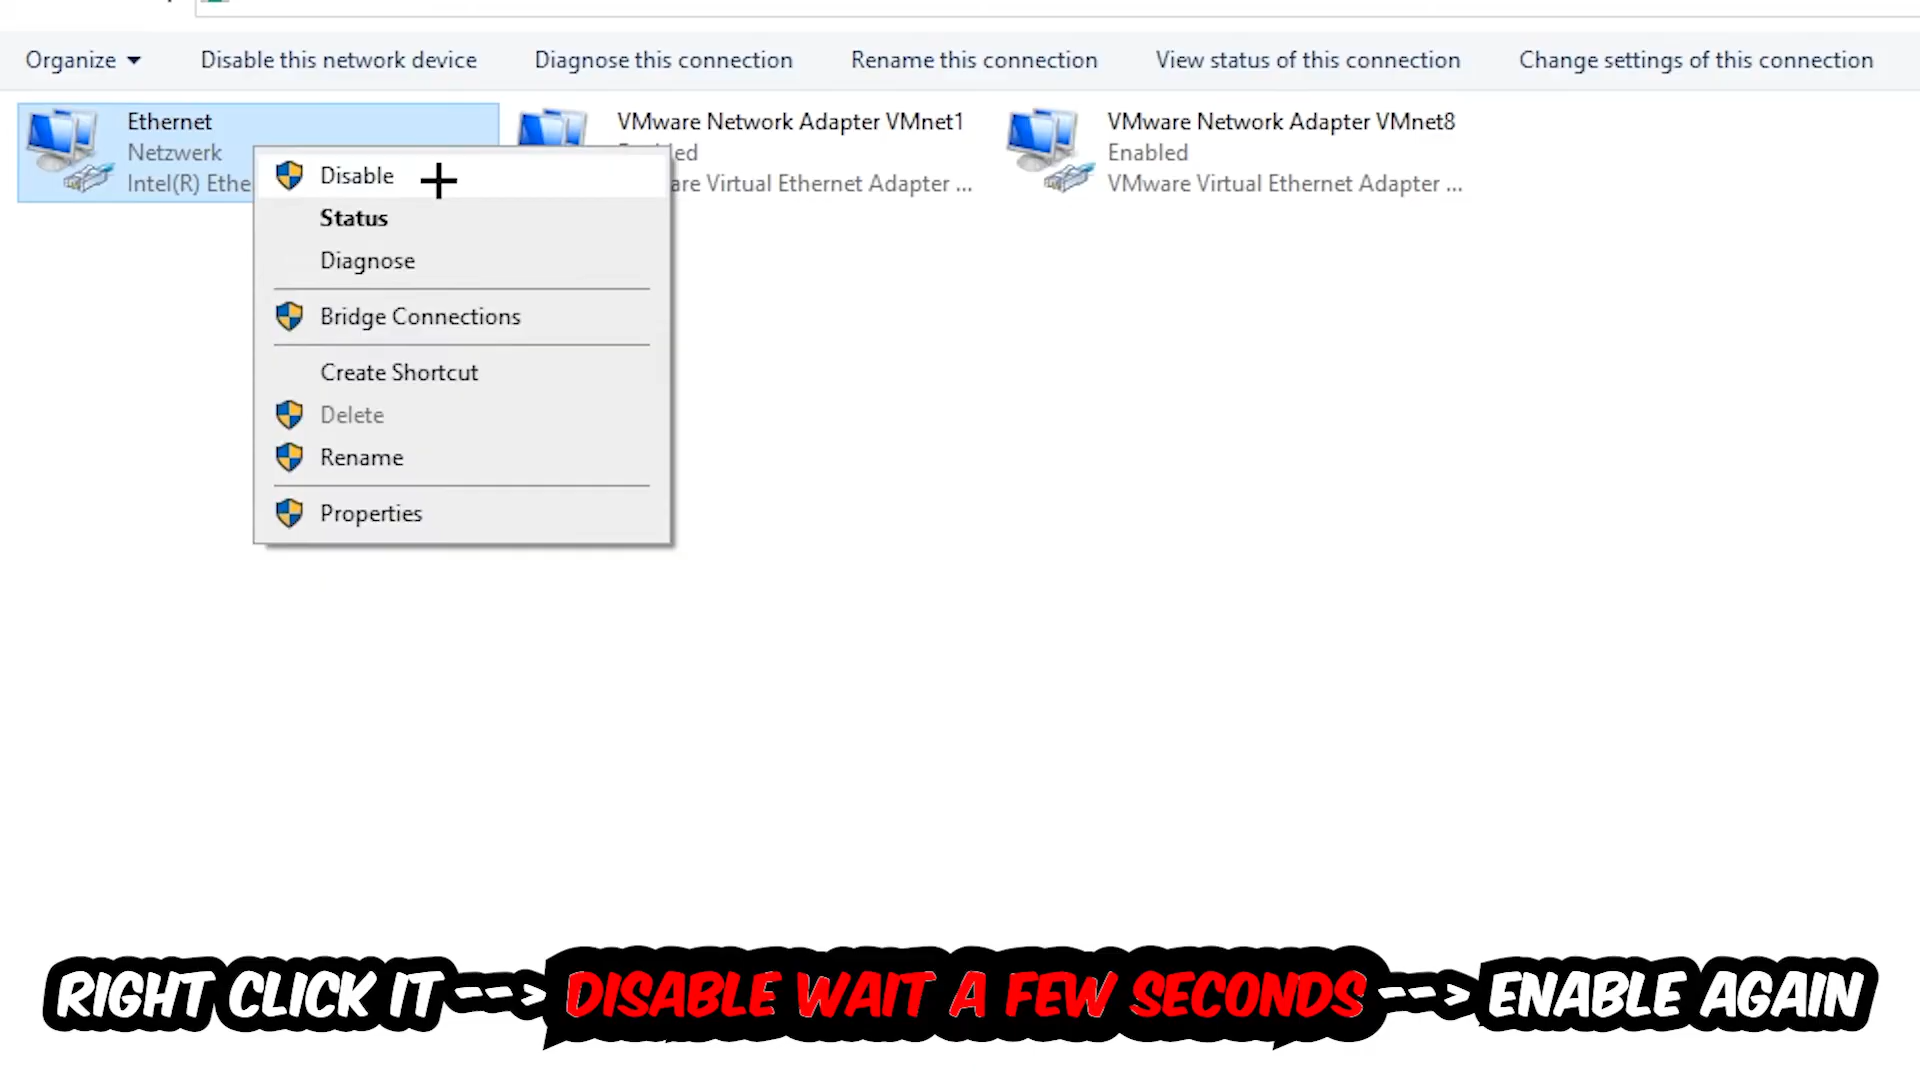 Organize Disable this network device Diagnose this connection Rename this connection View status of this connection Change settings of this connection
Ethernet
Netzwerk
Intel(R) Ethe
VMware Network Adapter VMnet1
are Virtual Ethernet Adapter ...
VMware Network Adapter VMnet8
Enabled
VMware Virtual Ethernet Adapter ...
Disable
Status
Diagnose
Bridge Connections
Create Shortcut
Delete
Rename
Properties
RIGHT CLICK IT --> DISABLE WAIT A FEW SECONDS --> ENABLE AGAIN